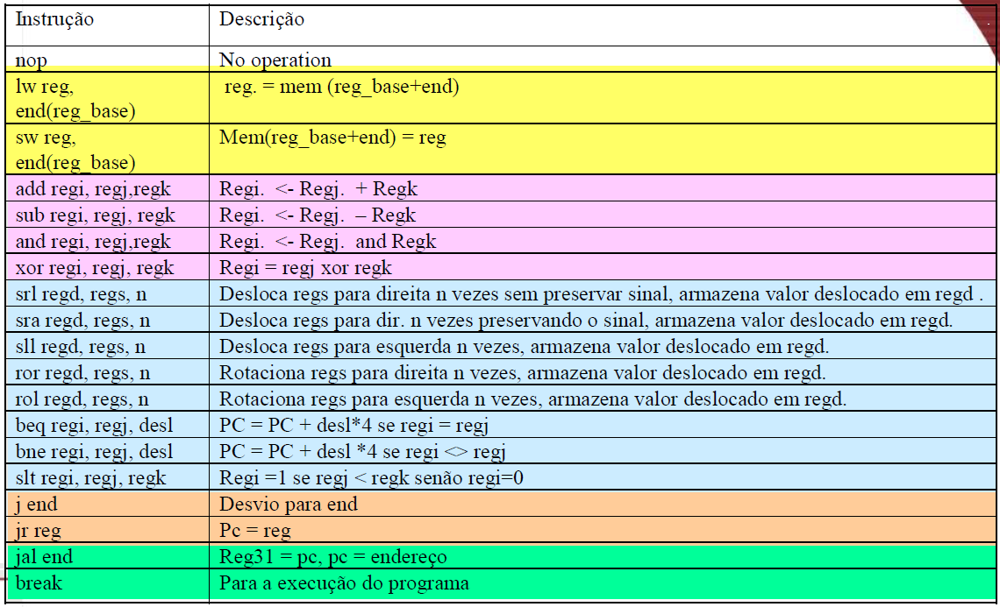 Instrução Descrição
nop No operation
lw reg, reg. = mem (reg_base+end)
end(reg_base)
sw reg, Mem(reg_base+end) = reg
end(reg_base)
add regi, regj,regk Regi. <- Regj. + Regk
sub regi, regj, regk Regi. <- Regj. – Regk
and regi, regj,regk Regi. <- Regj. and Regk
xor regi, regj, regk Regi = regj xor regk
srl regd, regs, n Desloca regs para direita n vezes sem preservar sinal, armazena valor deslocado em regd .
sra regd, regs, n Desloca regs para dir. n vezes preservando o sinal, armazena valor deslocado em regd.
sll regd, regs, n Desloca regs para esquerda n vezes, armazena valor deslocado em regd.
ror regd, regs, n Rotaciona regs para direita n vezes, armazena valor deslocado em regd.
rol regd, regs, n Rotaciona regs para esquerda n vezes, armazena valor deslocado em regd.
beq regi, regj, desl PC = PC + desl*4 se regi = regj
bne regi, regj, desl PC = PC + desl *4 se regi <> regj
slt regi, regj, regk Regi =1 se regj < regk senão regi=0
j end Desvio para end
jr reg Pc = reg
jal end Reg31 = pc, pc = endereço
break Para a execução do programa